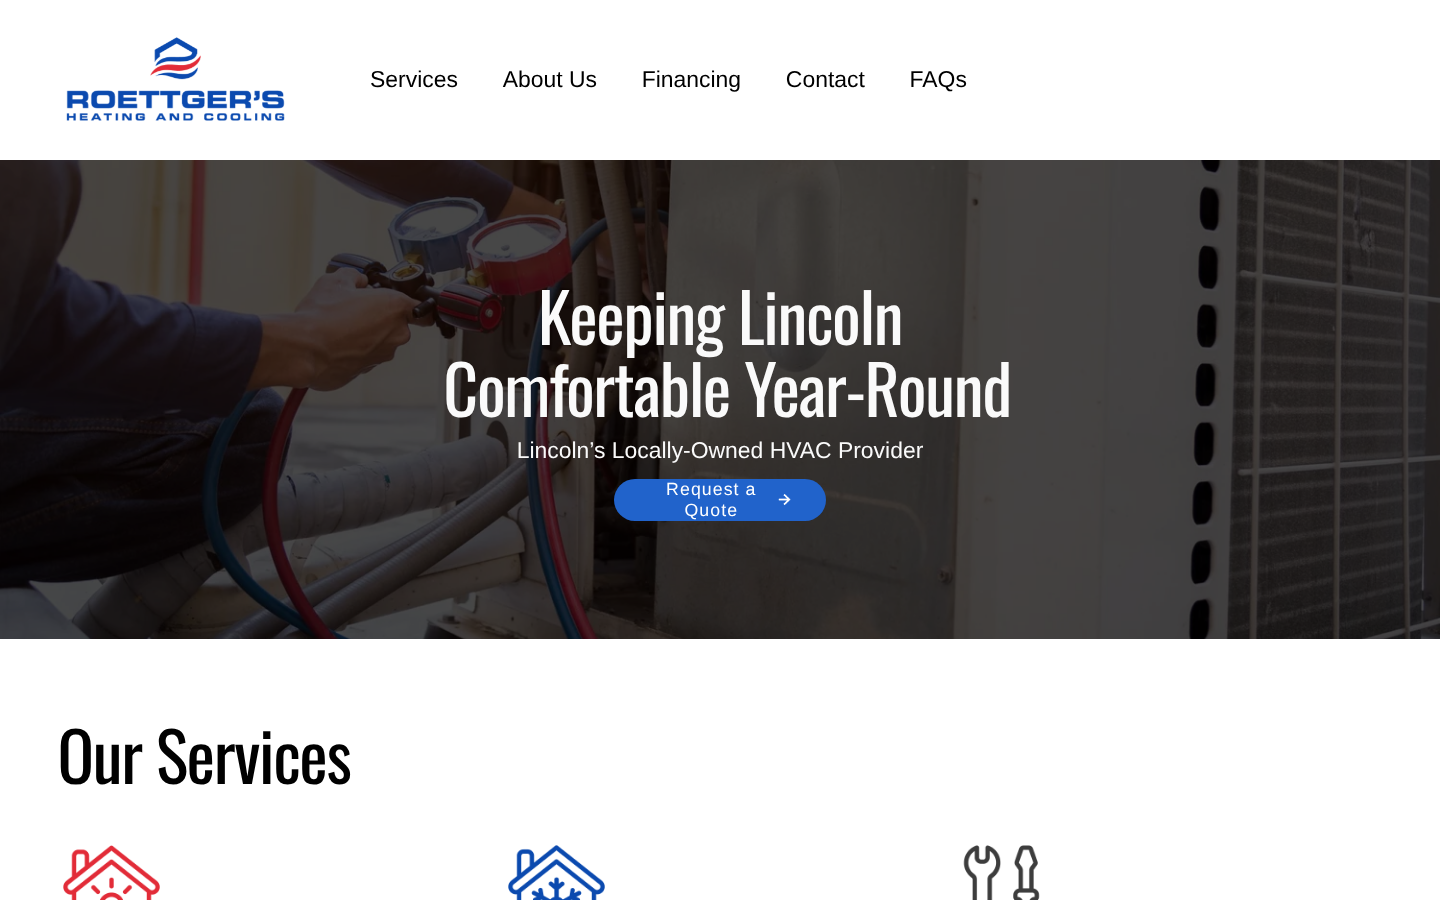 ROETTGER'S
HEATING AND COOLING
Services
About Us
Financing
Contact
FAQs
Keeping Lincoln
Comfortable Year-Round
Lincoln’s Locally-Owned HVAC Provider
Request a
Quote
Our Services